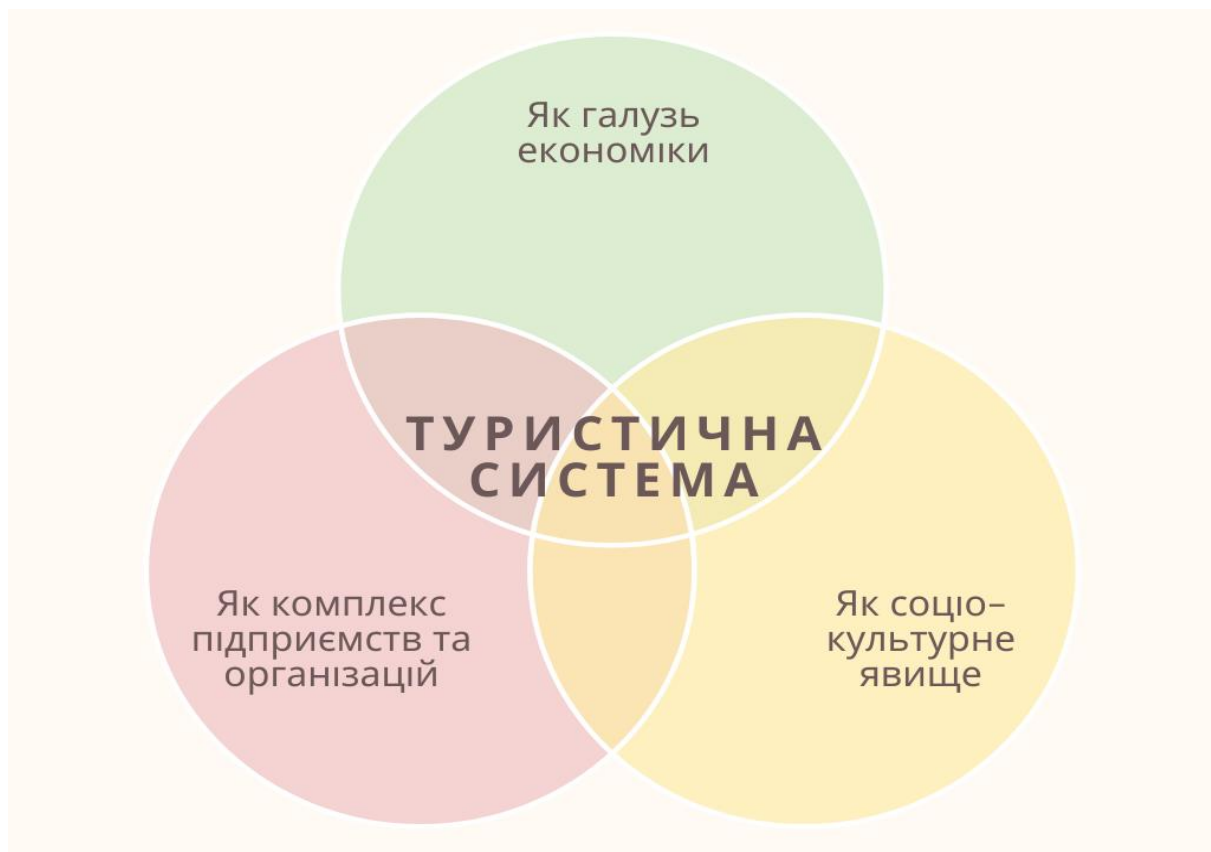 Як галузь
економіки
ТУРИСТИЧНА
СИСТЕМА
Як комплекс
підприємств та
організацій
Як соціо–
культурне
явище